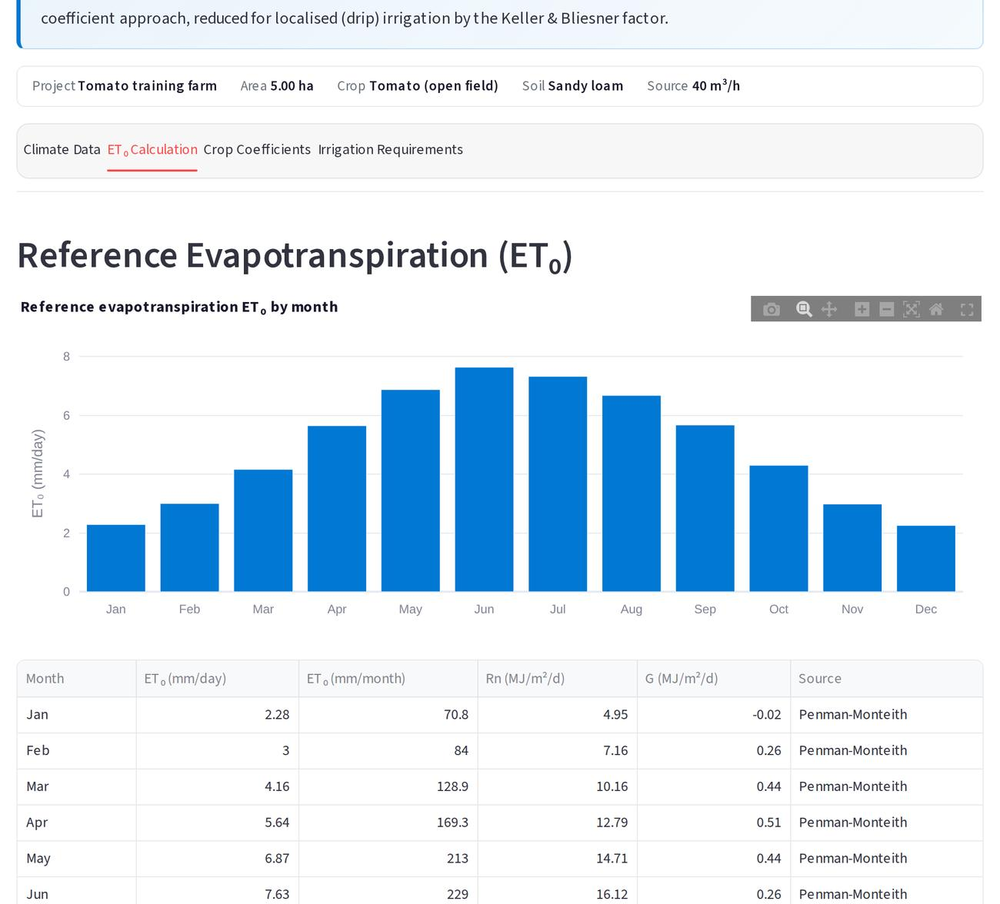 coefficient approach, reduced for localised (drip) irrigation by the Keller & Bliesner factor.
Project Tomato training farm Area 5.00 ha Crop Tomato (open field) Soil Sandy loam Source 40 m³/h
Climate Data ET₀ Calculation Crop Coefficients Irrigation Requirements
Reference Evapotranspiration (ET₀)
Reference evapotranspiration ET₀ by month
8
6
4
2
0
ET₀ (mm/day)
Jan Feb Mar Apr May Jun Jul Aug Sep Oct Nov Dec
Month ET₀ (mm/day) ET₀ (mm/month) Rn (MJ/m²/d) G (MJ/m²/d) Source
Jan 2.28 70.8 4.95 -0.02 Penman-Monteith
Feb 3 84 7.16 0.26 Penman-Monteith
Mar 4.16 128.9 10.16 0.44 Penman-Monteith
Apr 5.64 169.3 12.79 0.51 Penman-Monteith
May 6.87 213 14.71 0.44 Penman-Monteith
Jun 7.63 229 16.12 0.26 Penman-Monteith